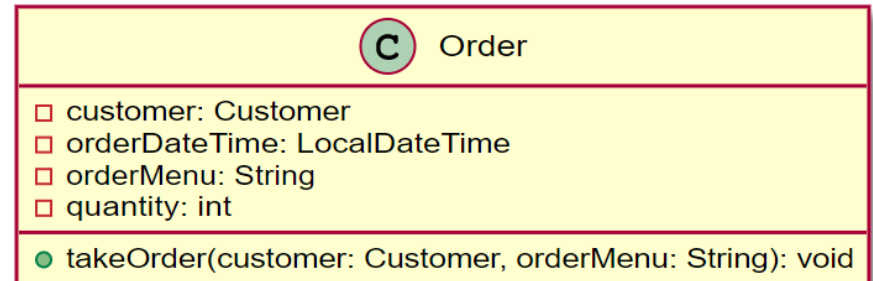 C Order
customer: Customer
orderDateTime: LocalDateTime
orderMenu: String
quantity: int
takeOrder(customer: Customer, orderMenu: String): void